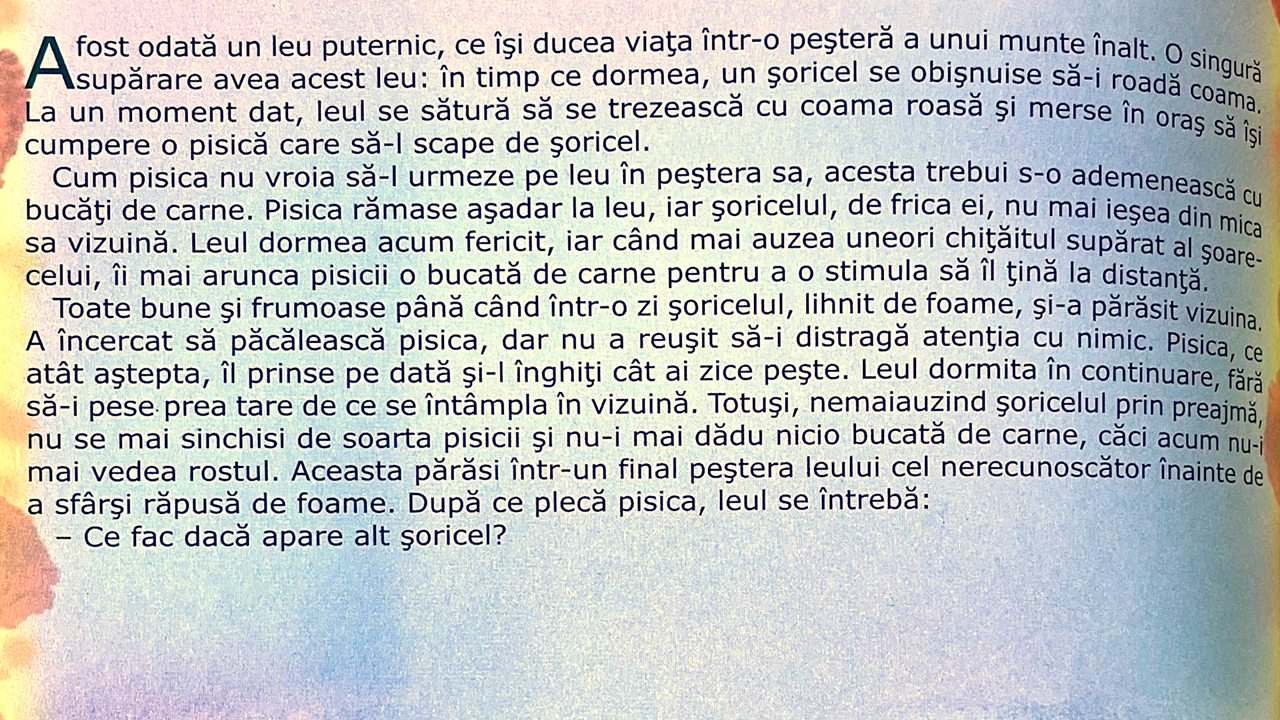 A fost odată un leu puternic, ce îşi ducea viaţa într-o peşteră a unui munte înalt. O singură
supărare avea acest leu: în timp ce dormea, un şoricel se obişnuise să-i roadă coama.
La un moment dat, leul se sătură să se trezească cu coama roasă şi merse în oraş să îşi
cumpere o pisică care să-l scape de şoricel.
Cum pisica nu vroia să-l urmeze pe leu în peştera sa, acesta trebui s-o ademenească cu
bucăţi de carne. Pisica rămase aşadar la leu, iar şoricelul, de frica ei, nu mai ieşea din mica
sa vizuină. Leul dormea acum fericit, iar când mai auzea uneori chiţăitul supărat al şoare-
celui, îi mai arunca pisicii o bucată de carne pentru a o stimula să îl ţină la distanţă.
Toate bune şi frumoase până când într-o zi şoricelul, lihnit de foame, şi-a părăsit vizuina.
A încercat să păcălească pisica, dar nu a reuşit să-i distragă atenţia cu nimic. Pisica, ce
atât aştepta, îl prinse pe dată şi-l înghiţi cât ai zice peşte. Leul dormita în continuare, fără
să-i pese prea tare de ce se întâmpla în vizuină. Totuşi, nemaiauzind şoricelul prin preajmă,
nu se mai sinchisi de soarta pisicii şi nu-i mai dădu nicio bucată de carne, căci acum nu-i
mai vedea rostul. Aceasta părăsi într-un final peştera leului cel nerecunoscător înainte de
a sfârşi răpusă de foame. După ce plecă pisica, leul se întrebă:
– Ce fac dacă apare alt şoricel?